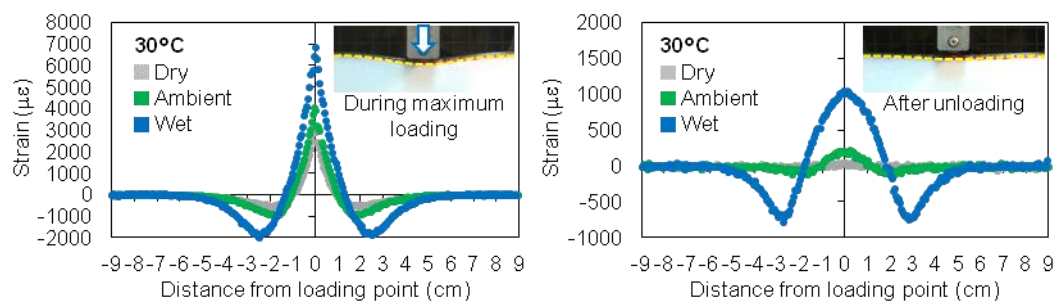 8000
7000
6000
5000
4000
3000
2000
1000
0
-1000
-2000
Strain (με)
30°C
Dry
Ambient
Wet
During maximum
loading
-9 -8 -7 -6 -5 -4 -3 -2 -1 0 1 2 3 4 5 6 7 8 9
Distance from loading point (cm)
2000
1500
1000
500
0
-500
-1000
Strain (με)
30°C
Dry
Ambient
Wet
After unloading
-9 -8 -7 -6 -5 -4 -3 -2 -1 0 1 2 3 4 5 6 7 8 9
Distance from loading point (cm)